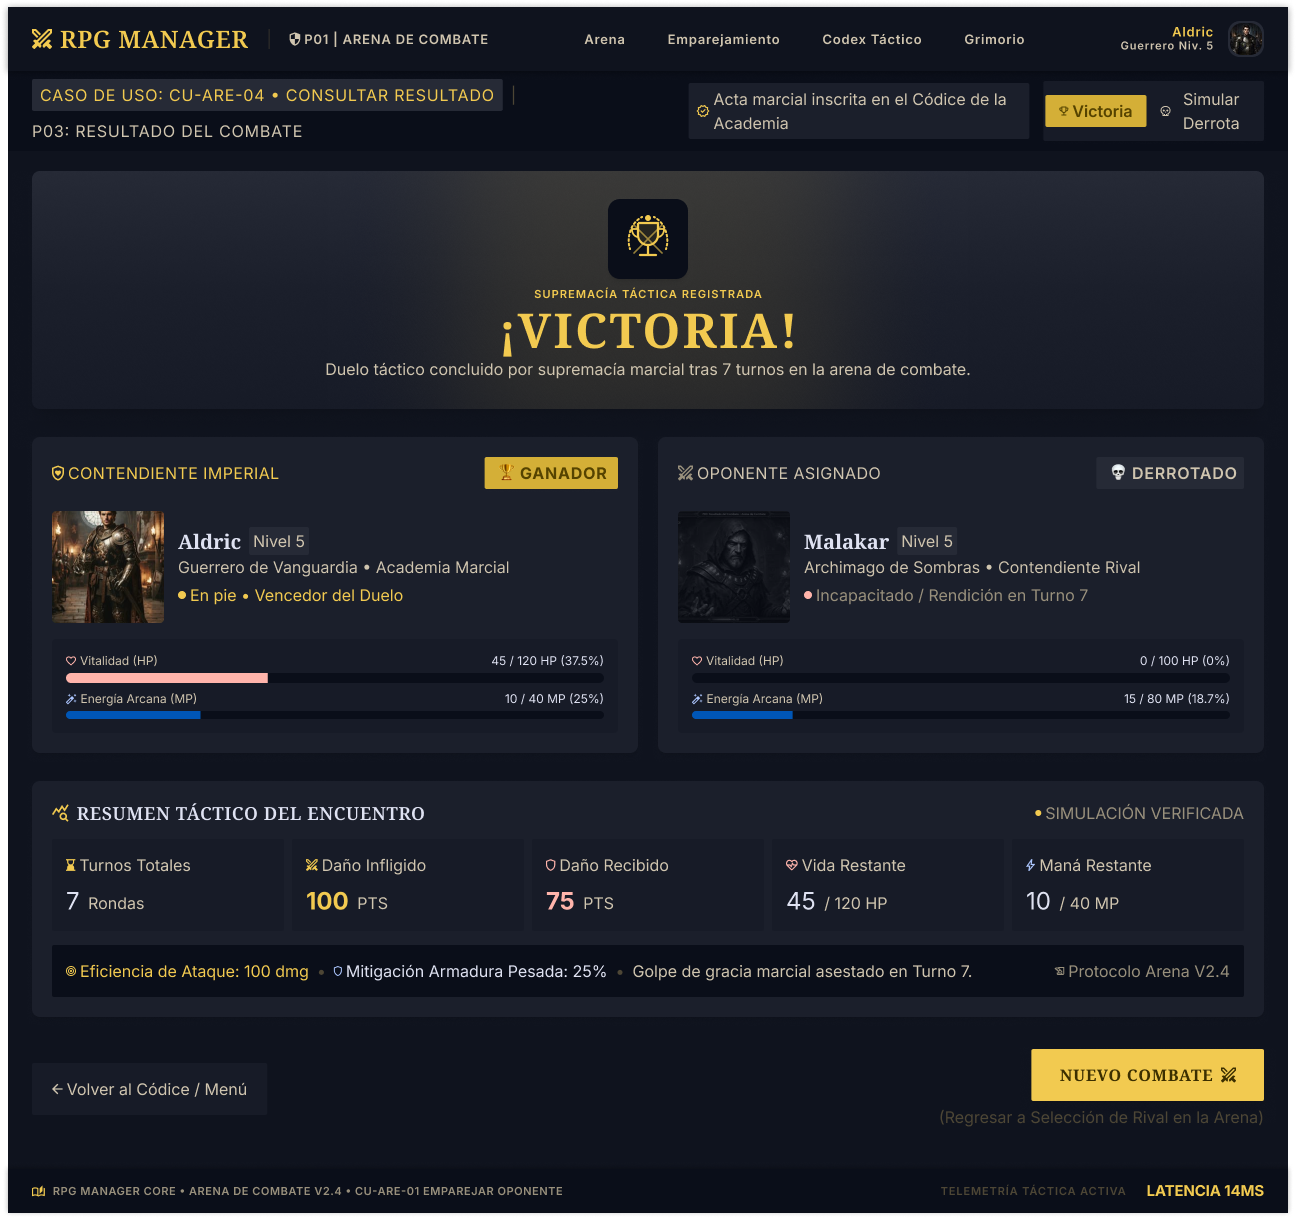 RPG MANAGER
P01 | ARENA DE COMBATE
Arena
Emparejamiento
Codex Táctico
Grimorio
Aldric
Guerrero Niv. 5
CASO DE USO: CU-ARE-04 • CONSULTAR RESULTADO
P03: RESULTADO DEL COMBATE
Acta marcial inscrita en el Códice de la
Academia
Victoria
Simular
Derrota
SUPREMACÍA TÁCTICA REGISTRADA
¡VICTORIA!
Duelo táctico concluido por supremacía marcial tras 7 turnos en la arena de combate.
CONTENDIENTE IMPERIAL
GANADOR
Aldric
Nivel 5
Guerrero de Vanguardia • Academia Marcial
En pie • Vencedor del Duelo
Vitalidad (HP)
45 / 120 HP (37.5%)
Energía Arcana (MP)
10 / 40 MP (25%)
OPONENTE ASIGNADO
DERROTADO
Malakar
Nivel 5
Archimago de Sombras • Contendiente Rival
Incapacitado / Rendición en Turno 7
Vitalidad (HP)
0 / 100 HP (0%)
Energía Arcana (MP)
15 / 80 MP (18.7%)
RESUMEN TÁCTICO DEL ENCUENTRO
SIMULACIÓN VERIFICADA
Turnos Totales
7 Rondas
Daño Infligido
100 PTS
Daño Recibido
75 PTS
Vida Restante
45 / 120 HP
Maná Restante
10 / 40 MP
Eficiencia de Ataque: 100 dmg • Mitigación Armadura Pesada: 25% • Golpe de gracia marcial asestado en Turno 7.
Protocolo Arena V2.4
Volver al Códice / Menú
NUEVO COMBATE
(Regresar a Selección de Rival en la Arena)
RPG MANAGER CORE • ARENA DE COMBATE V2.4 • CU-ARE-01 EMPAREJAR OPONENTE
TELEMETRÍA TÁCTICA ACTIVA
LATENCIA 14MS